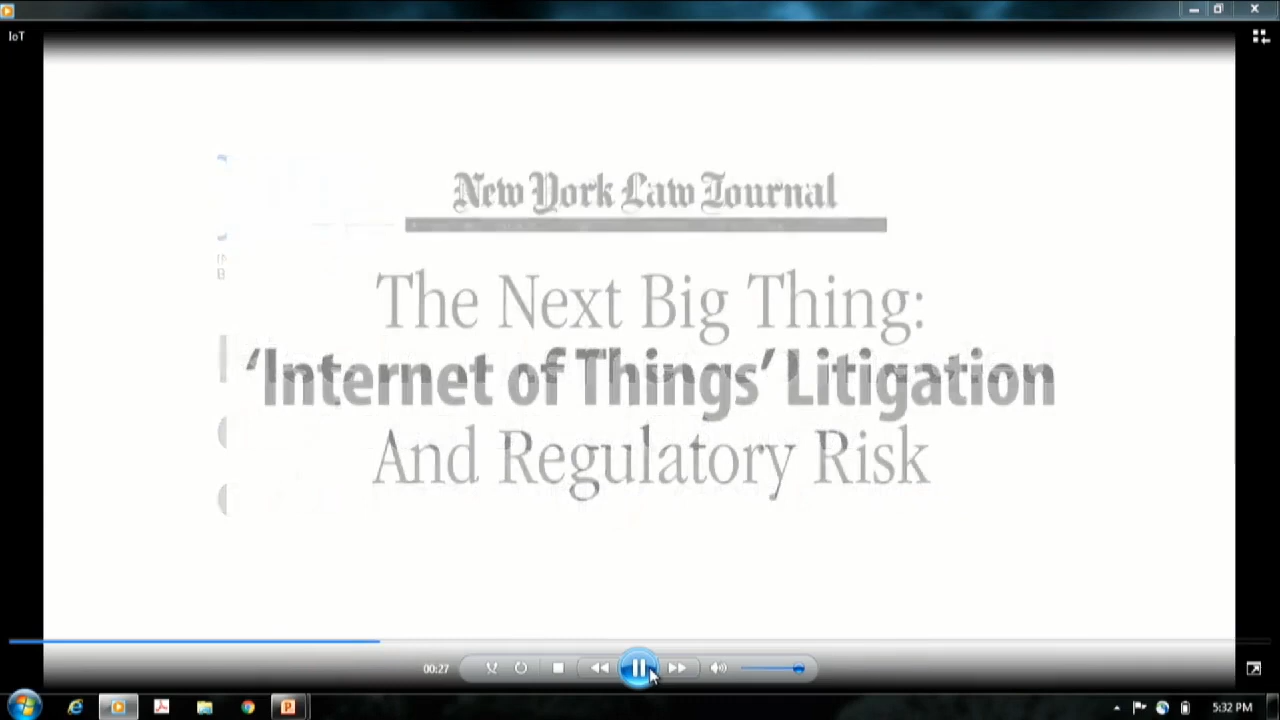 IoT
New York Law Journal
The Next Big Thing:
‘Internet of Things’ Litigation
And Regulatory Risk
00:27
5:32 PM